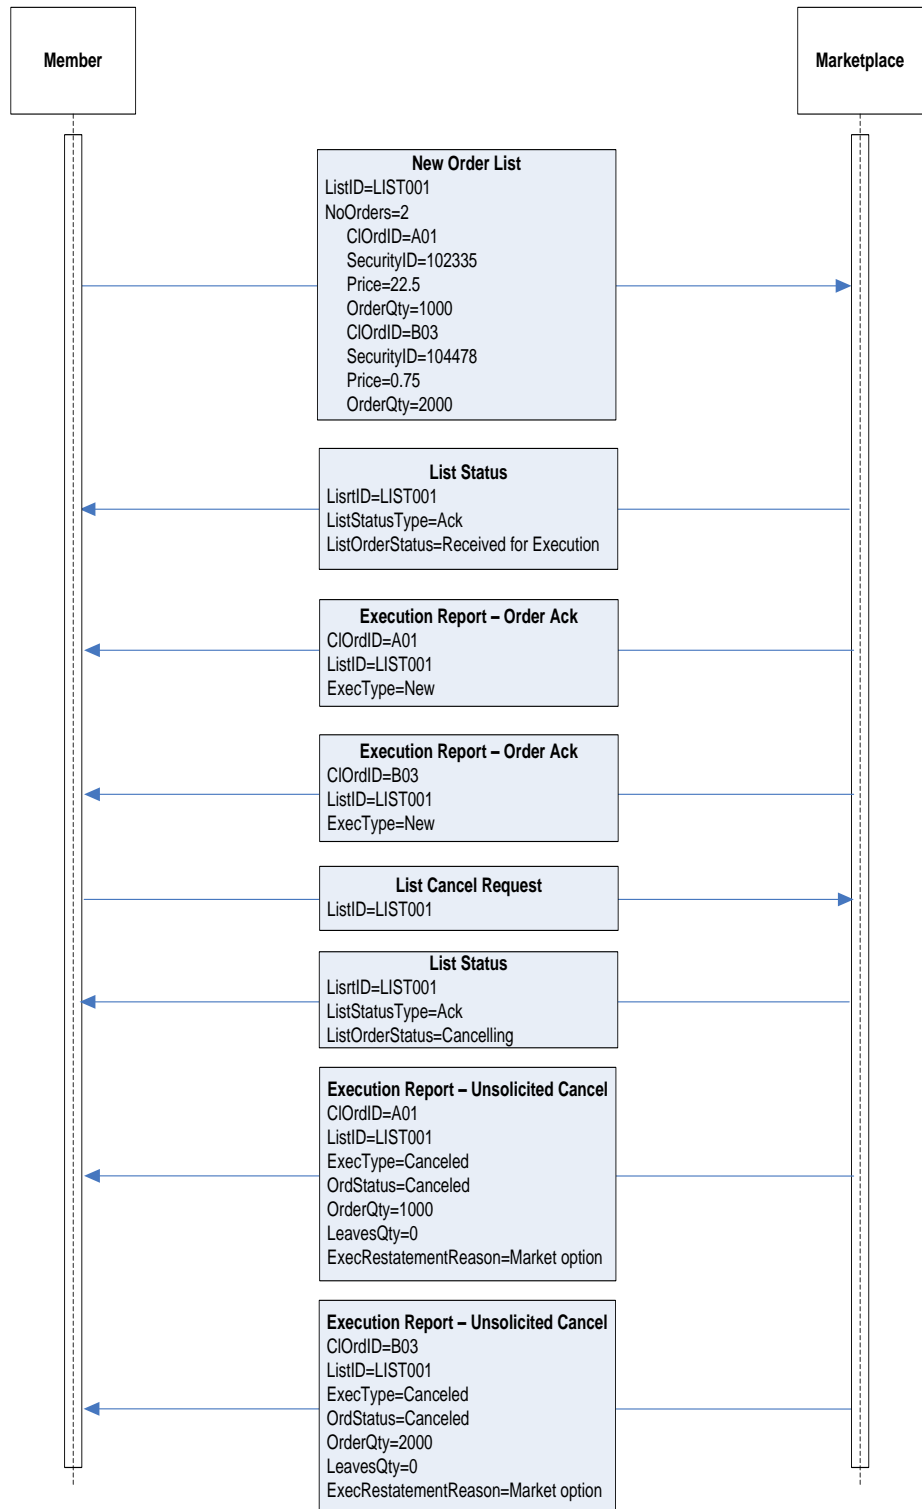 Member
Marketplace
New Order List
ListID=LIST001
NoOrders=2
ClOrdID=A01
SecurityID=102335
Price=22.5
OrderQty=1000
ClOrdID=B03
SecurityID=104478
Price=0.75
OrderQty=2000
List Status
LisrtID=LIST001
ListStatusType=Ack
ListOrderStatus=Received for Execution
Execution Report – Order Ack
ClOrdID=A01
ListID=LIST001
ExecType=New
Execution Report – Order Ack
ClOrdID=B03
ListID=LIST001
ExecType=New
List Cancel Request
ListID=LIST001
List Status
LisrtID=LIST001
ListStatusType=Ack
ListOrderStatus=Cancelling
Execution Report – Unsolicited Cancel
ClOrdID=A01
ListID=LIST001
ExecType=Canceled
OrdStatus=Canceled
OrderQty=1000
LeavesQty=0
ExecRestatementReason=Market option
Execution Report – Unsolicited Cancel
ClOrdID=B03
ListID=LIST001
ExecType=Canceled
OrdStatus=Canceled
OrderQty=2000
LeavesQty=0
ExecRestatementReason=Market option